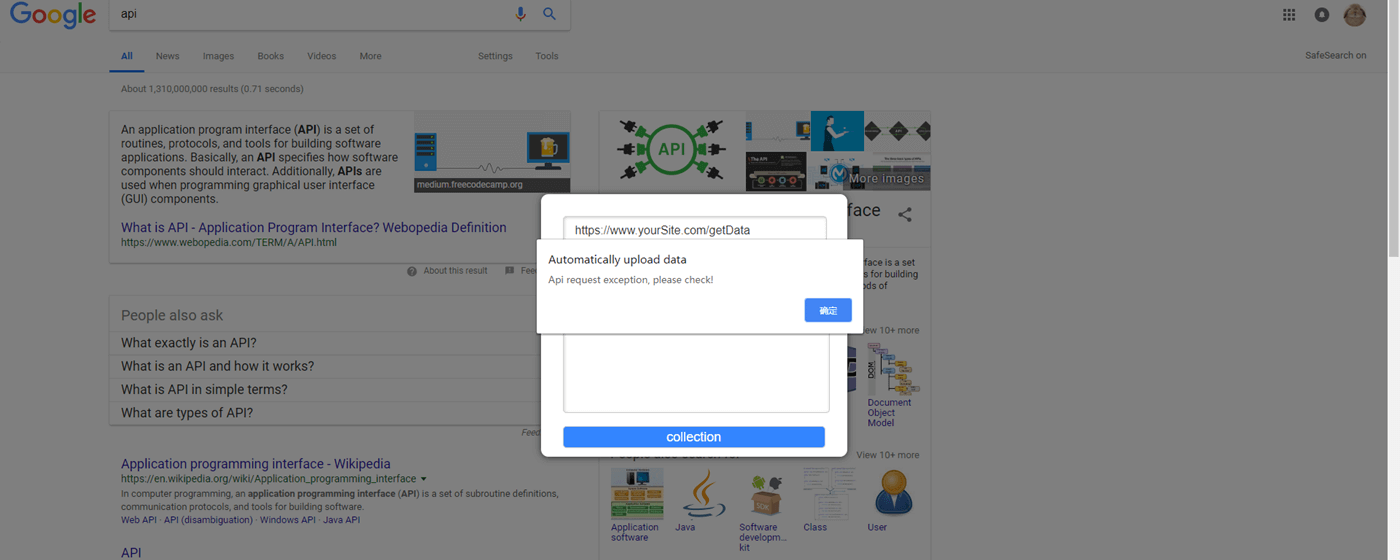 Google
api
All
News
Images
Books
Videos
More
Settings
Tools
SafeSearch on
About 1,310,000,000 results (0.71 seconds)
An application program interface (API) is a set of
routines, protocols, and tools for building software
applications. Basically, an API specifies how software
components should interact. Additionally, APIs are
used when programming graphical user interface
(GUI) components.
medium.freecodecamp.org
What is API - Application Program Interface? Webopedia Definition
https://www.webopedia.com/TERM/A/API.html
About this result
Feed
People also ask
What exactly is an API?
What is an API and how it works?
What is API in simple terms?
What are types of API?
Feed
Application programming interface - Wikipedia
https://en.wikipedia.org/wiki/Application_programming_interface
In computer programming, an application programming interface (API) is a set of subroutine definitions,
communication protocols, and tools for building software.
Web API · API (disambiguation) · Windows API · Java API
API
https://www.yourSite.com/getData
Automatically upload data
Api request exception, please check!
确定
collection
API
The API
More images
face
face is a set
s for building
ods of
iew 10+ more
DOM
Document
Object
Model
People also search for
View 10+ more
Application
software
Java
SDK
Software
developm...
kit
Class
User